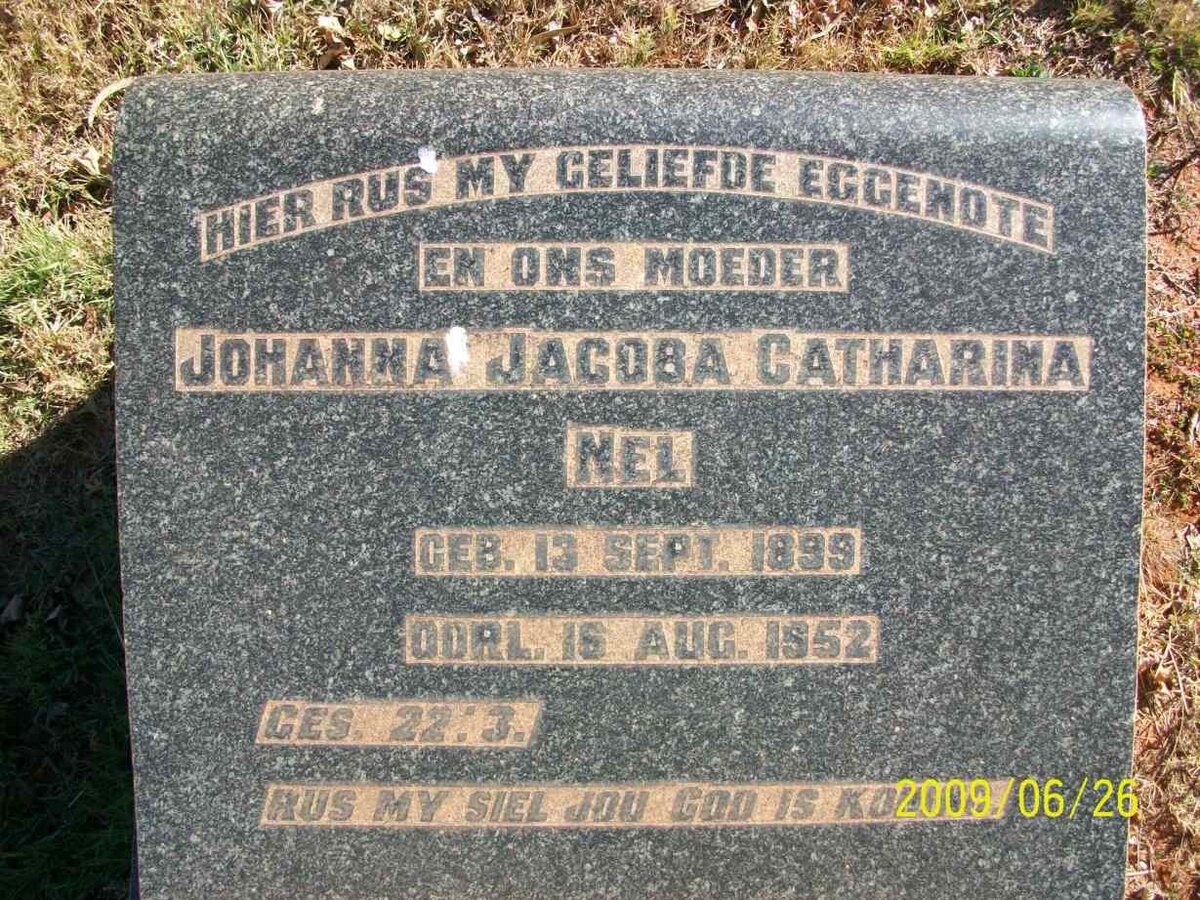 HIER RUS MY GELIEFDE EGGENOTE
EN ONS MOEDER
JOHANNA JACOBA CATHARINA
NEL
GEB. 13 SEPT. 1899
OORL. 16 AUG. 1952
GES. 22:3.
RUS MY SIEL JOU GOD IS
2009/06/26